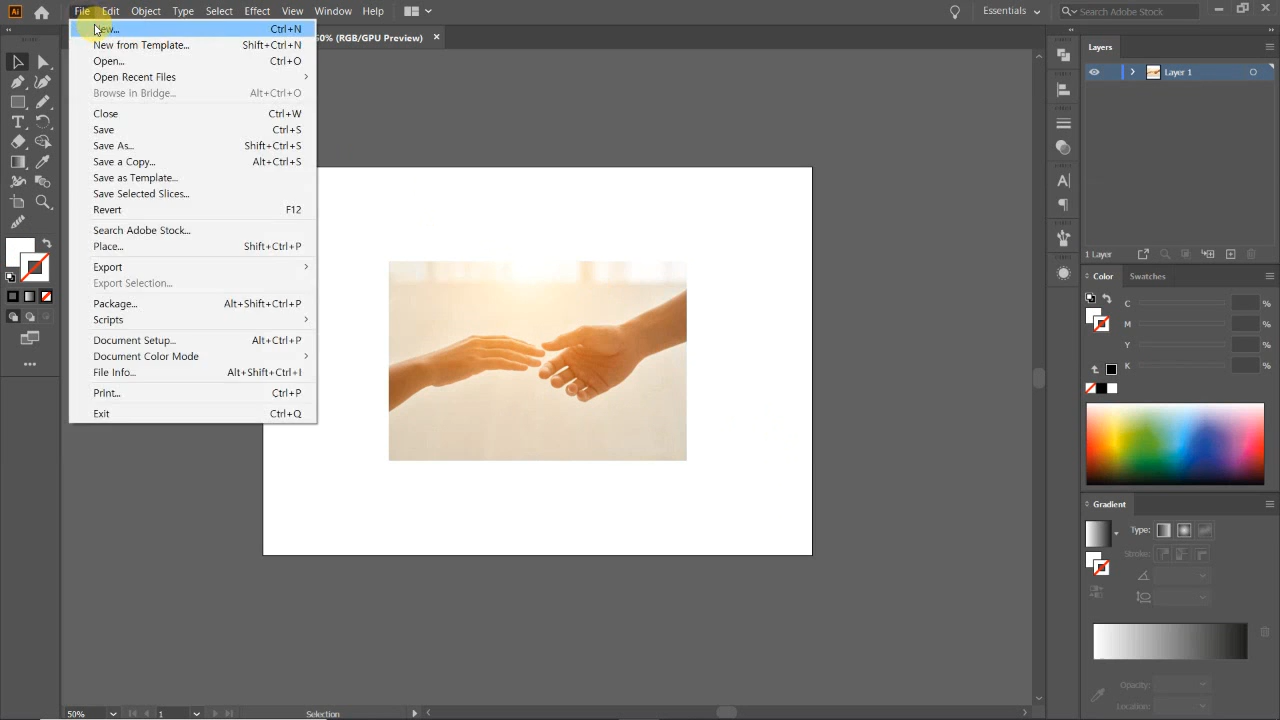 Ai File Edit Object Type Select Effect View Window Help Essentials Search Adobe Stock
50% (RGB/GPU Preview)
New... Ctrl+N
New from Template... Shift+Ctrl+N
Open... Ctrl+O
Open Recent Files
Browse in Bridge... Alt+Ctrl+O
Close Ctrl+W
Save Ctrl+S
Save As... Shift+Ctrl+S
Save a Copy... Alt+Ctrl+S
Save as Template...
Save Selected Slices...
Revert F12
Search Adobe Stock...
Place... Shift+Ctrl+P
Export
Export Selection...
Package... Alt+Shift+Ctrl+P
Scripts
Document Setup... Alt+Ctrl+P
Document Color Mode
File Info... Alt+Shift+Ctrl+I
Print... Ctrl+P
Exit Ctrl+Q
Layers
Layer 1
1 Layer
Color Swatches
C %
M %
Y %
K %
Gradient
Type:
Stroke:
Opacity:
Location:
50% 1 Selection